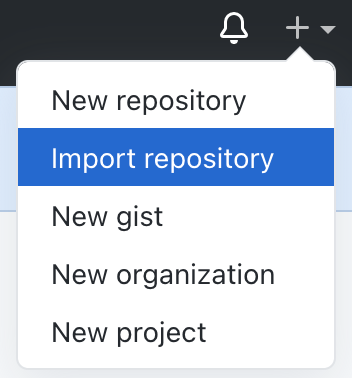 New repository
Import repository
New gist
New organization
New project